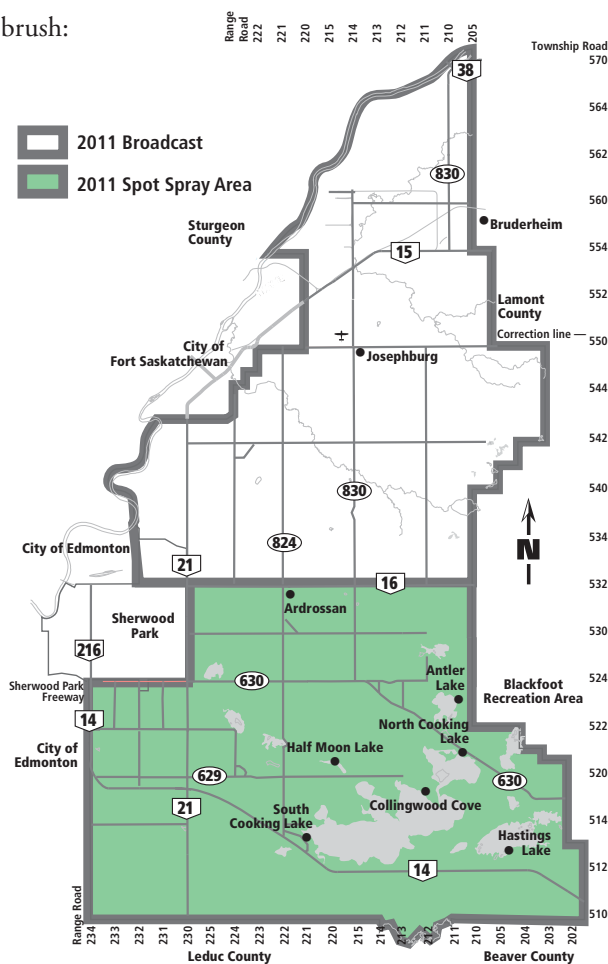 brush:
Range Road
222
221
220
215
214
213
212
211
210
205
Township Road
570
38
564
2011 Broadcast
2011 Spot Spray Area
830
560
Sturgeon County
Bruderheim
554
15
552
Lamont County
Correction line
550
City of Fort Saskatchewan
Josephburg
544
542
830
540
824
534
City of Edmonton
N
21
16
532
Ardrossan
Sherwood Park
530
216
Antler Lake
524
630
Blackfoot Recreation Area
Sherwood Park Freeway
14
North Cooking Lake
522
City of Edmonton
Half Moon Lake
520
629
630
Collingwood Cove
21
South Cooking Lake
514
Hastings Lake
512
14
510
Range Road
234
233
232
231
230
225
224
223
222
221
220
215
214
213
212
211
210
205
204
203
202
Leduc County
Beaver County